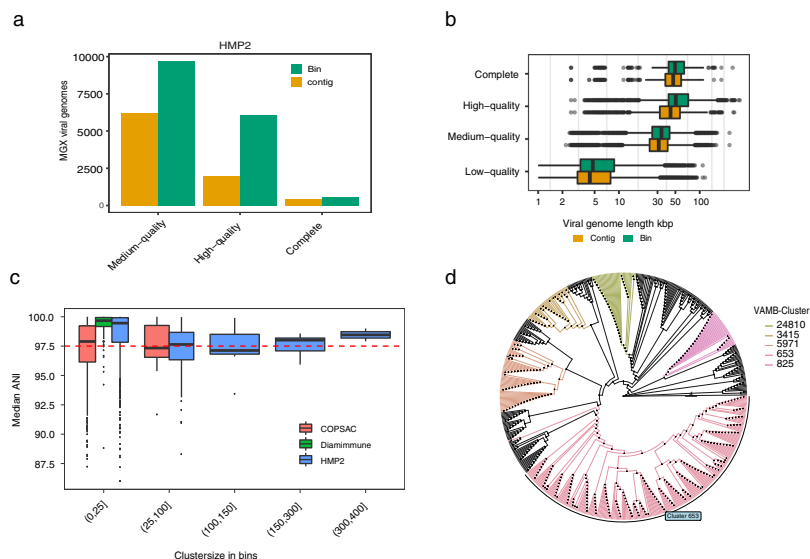 a
HMP2
MGX viral genomes
10000
7500
5000
2500
0
Bin
contig
Medium-quality
High-quality
Complete
b
Complete
High-quality
Medium-quality
Low-quality
1 2 5 10 30 50 100
Viral genome length kbp
Contig Bin
c
Median ANI
100.0
97.5
95.0
92.5
90.0
87.5
COPSAC
Diamimmune
HMP2
(0,25]
(25,100]
(100,150]
(150,300]
(300,400]
Clustersize in bins
d
VAMB-Cluster
24810
3415
5971
653
825
Cluster 653